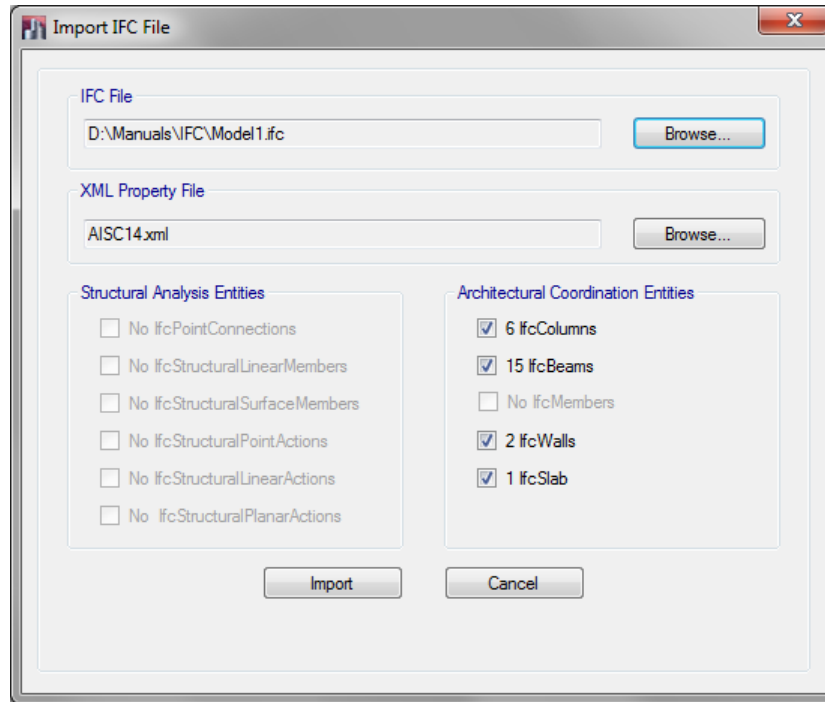 Import IFC File
IFC File
D:\Manuals\IFC\Model1.ifc
Browse...
XML Property File
AISC14.xml
Browse...
Structural Analysis Entities
No IfcPointConnections
No IfcStructuralLinearMembers
No IfcStructuralSurfaceMembers
No IfcStructuralPointActions
No IfcStructuralLinearActions
No IfcStructuralPlanarActions
Architectural Coordination Entities
6 IfcColumns
15 IfcBeams
No IfcMembers
2 IfcWalls
1 IfcSlab
Import
Cancel